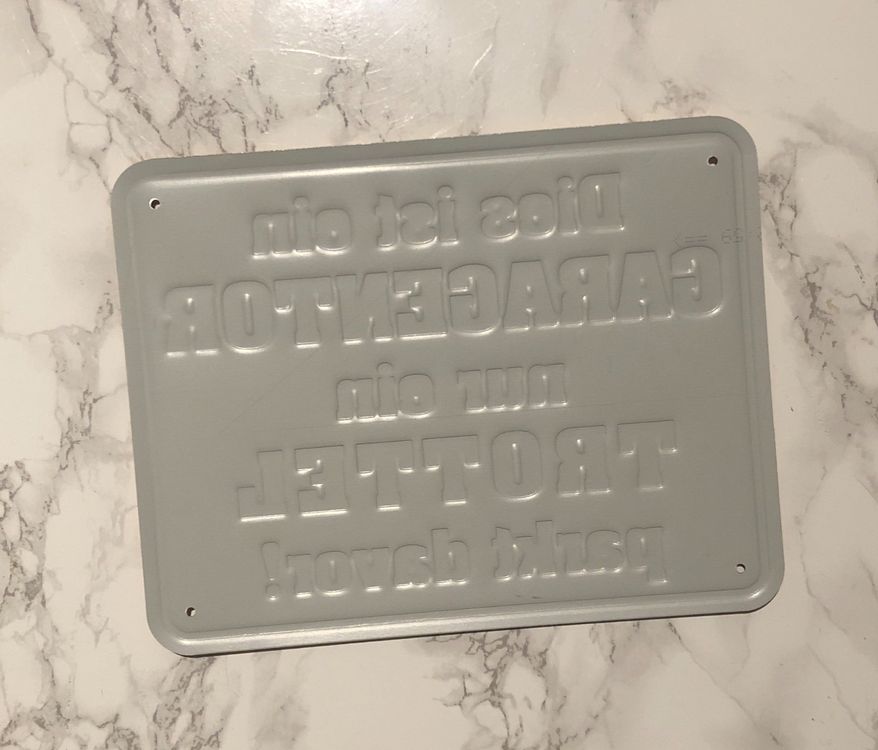 Dies ist ein
GARAGENTOR
nur ein
TROTTEL
parkt davor!